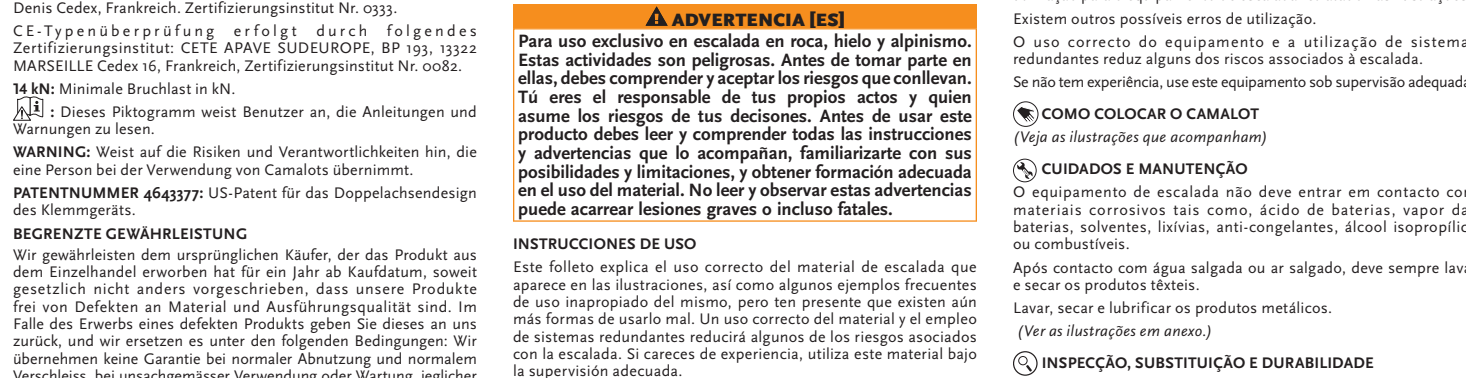 Denis Cedex, Frankreich. Zertifizierungsinstitut Nr. 0333.
CE-Typenüberprüfung erfolgt durch folgendes
Zertifizierungsinstitut: CETE APAVE SUDEUROPE, BP 193, 13322
MARSEILLE Cedex 16, Frankreich, Zertifizierungsinstitut Nr. 0082.
14 kN: Minimale Bruchlast in kN.
: Dieses Piktogramm weist Benutzer an, die Anleitungen und
Warnungen zu lesen.
WARNING: Weist auf die Risiken und Verantwortlichkeiten hin, die
eine Person bei der Verwendung von Camalots übernimmt.
PATENTNUMMER 4643377: US-Patent für das Doppelachsendesign
des Klemmgeräts.
BEGRENZTE GEWÄHRLEISTUNG
Wir gewährleisten dem ursprünglichen Käufer, der das Produkt aus
dem Einzelhandel erworben hat für ein Jahr ab Kaufdatum, soweit
gesetzlich nicht anders vorgeschrieben, dass unsere Produkte
frei von Defekten an Material und Ausführungsqualität sind. Im
Falle des Erwerbs eines defekten Produkts geben Sie dieses an uns
zurück, und wir ersetzen es unter den folgenden Bedingungen: Wir
übernehmen keine Garantie bei normaler Abnutzung und normalem
Verschleiss, bei unsachgemässer Verwendung oder Wartung, jeglicher
ADVERTENCIA [ES]
Para uso exclusivo en escalada en roca, hielo y alpinismo.
Estas actividades son peligrosas. Antes de tomar parte en
ellas, debes comprender y aceptar los riesgos que conllevan.
Tú eres el responsable de tus propios actos y quien
asume los riesgos de tus decisones. Antes de usar este
producto debes leer y comprender todas las instrucciones
y advertencias que lo acompañan, familiarizarte con sus
posibilidades y limitaciones, y obtener formación adecuada
en el uso del material. No leer y observar estas advertencias
puede acarrear lesiones graves o incluso fatales.
INSTRUCCIONES DE USO
Este folleto explica el uso correcto del material de escalada que
aparece en las ilustraciones, así como algunos ejemplos frecuentes
de uso inapropiado del mismo, pero ten presente que existen aún
más formas de usarlo mal. Un uso correcto del material y el empleo
de sistemas redundantes reducirá algunos de los riesgos asociados
con la escalada. Si careces de experiencia, utiliza este material bajo
la supervisión adecuada.
Existem outros possíveis erros de utilização.
O uso correcto do equipamento e a utilização de sistema
redundantes reduz alguns dos riscos associados à escalada.
Se não tem experiência, use este equipamento sob supervisão adequada
COMO COLOCAR O CAMALOT
(Veja as ilustrações que acompanham)
CUIDADOS E MANUTENÇÃO
O equipamento de escalada não deve entrar em contacto co
materiais corrosivos tais como, ácido de baterias, vapor da
baterias, solventes, lixívias, anti-congelantes, álcool isopropílic
ou combustíveis.
Após contacto com água salgada ou ar salgado, deve sempre lava
e secar os produtos têxteis.
Lavar, secar e lubrificar os produtos metálicos.
(Ver as ilustrações em anexo.)
INSPECÇÃO, SUBSTITUIÇÃO E DURABILIDADE